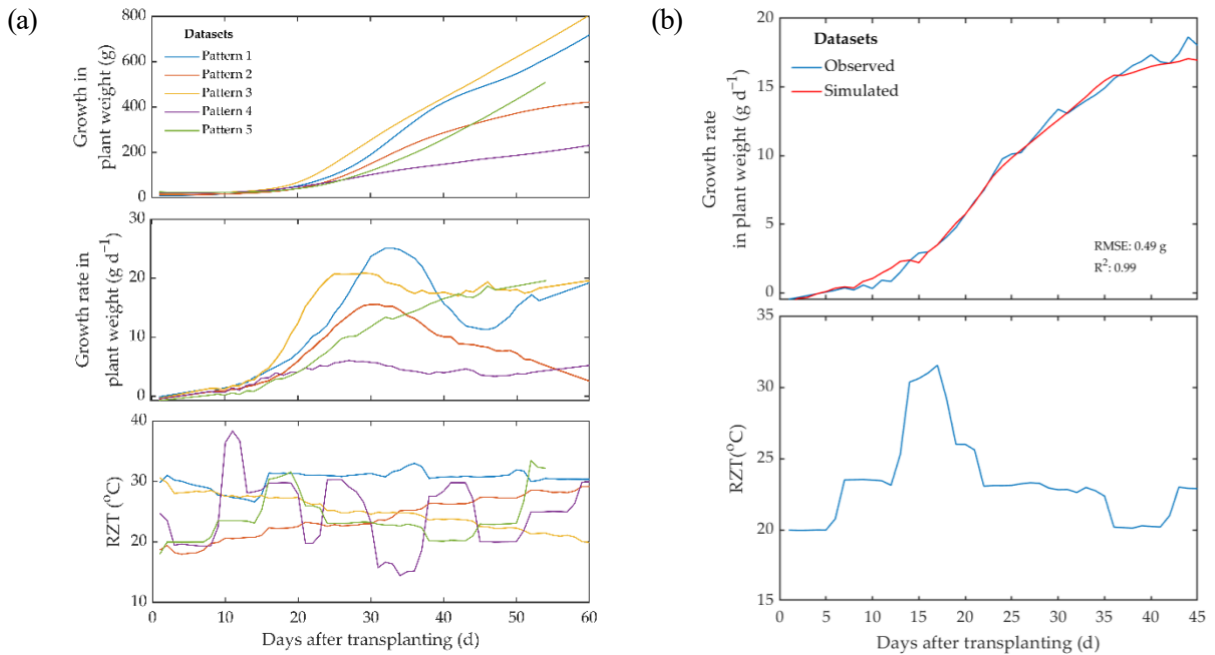 (a)
800
600
400
200
0
Growth in
plant weight (g)
Datasets
Pattern 1
Pattern 2
Pattern 3
Pattern 4
Pattern 5
30
20
10
0
Growth rate in
plant weight (g d⁻¹)
40
30
20
10
RZT (°C)
0 10 20 30 40 50 60
Days after transplanting (d)
(b)
20
15
10
5
0
Growth rate
in plant weight (g d⁻¹)
Datasets
Observed
Simulated
RMSE: 0.49 g
R²: 0.99
35
30
25
20
15
RZT(°C)
0 5 10 15 20 25 30 35 40 45
Days after transplanting (d)